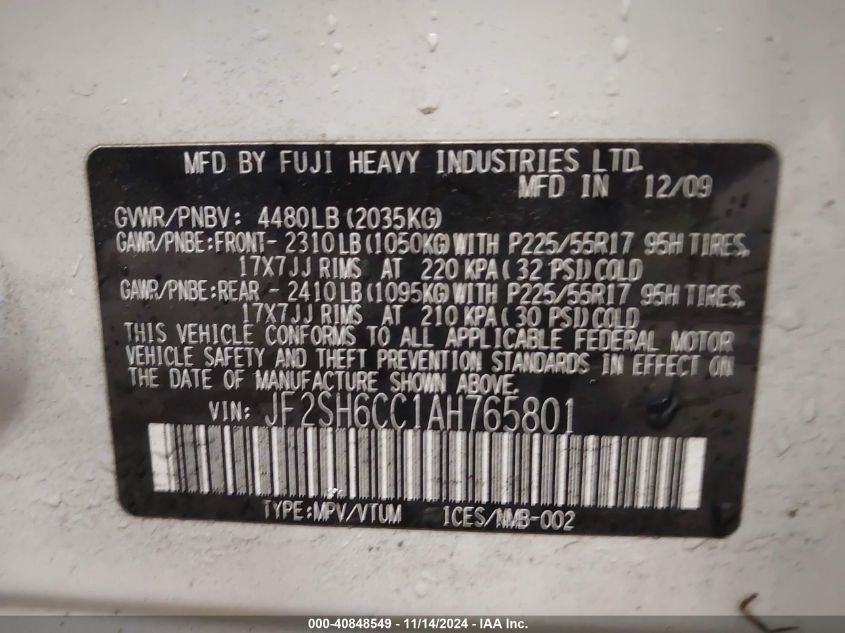 MFD BY FUJI HEAVY INDUSTRIES LTD.
MFD IN 12/09
GVWR/PNBV: 4480LB(2035KG)
GAWR/PNBE:FRONT- 2310LB(1050KG)WITH P225/55R17 95H TIRES,
17X7JJ RIMS AT 220 KPA(32 PSI)COLD
GAWR/PNBE:REAR - 2410LB(1095KG)WITH P225/55R17 95H TIRES,
17X7JJ RIMS AT 210 KPA(30 PSI)COLD
THIS VEHICLE CONFORMS TO ALL APPLICABLE FEDERAL MOTOR
VEHICLE SAFETY AND THEFT PREVENTION STANDARDS IN EFFECT ON
THE DATE OF MANUFACTURE SHOWN ABOVE.
VIN: JF2SH6CC1AH765801
TYPE:MPV/VTUM ICES/NMB-002
000-40848549 - 11/14/2024 - IAA Inc.